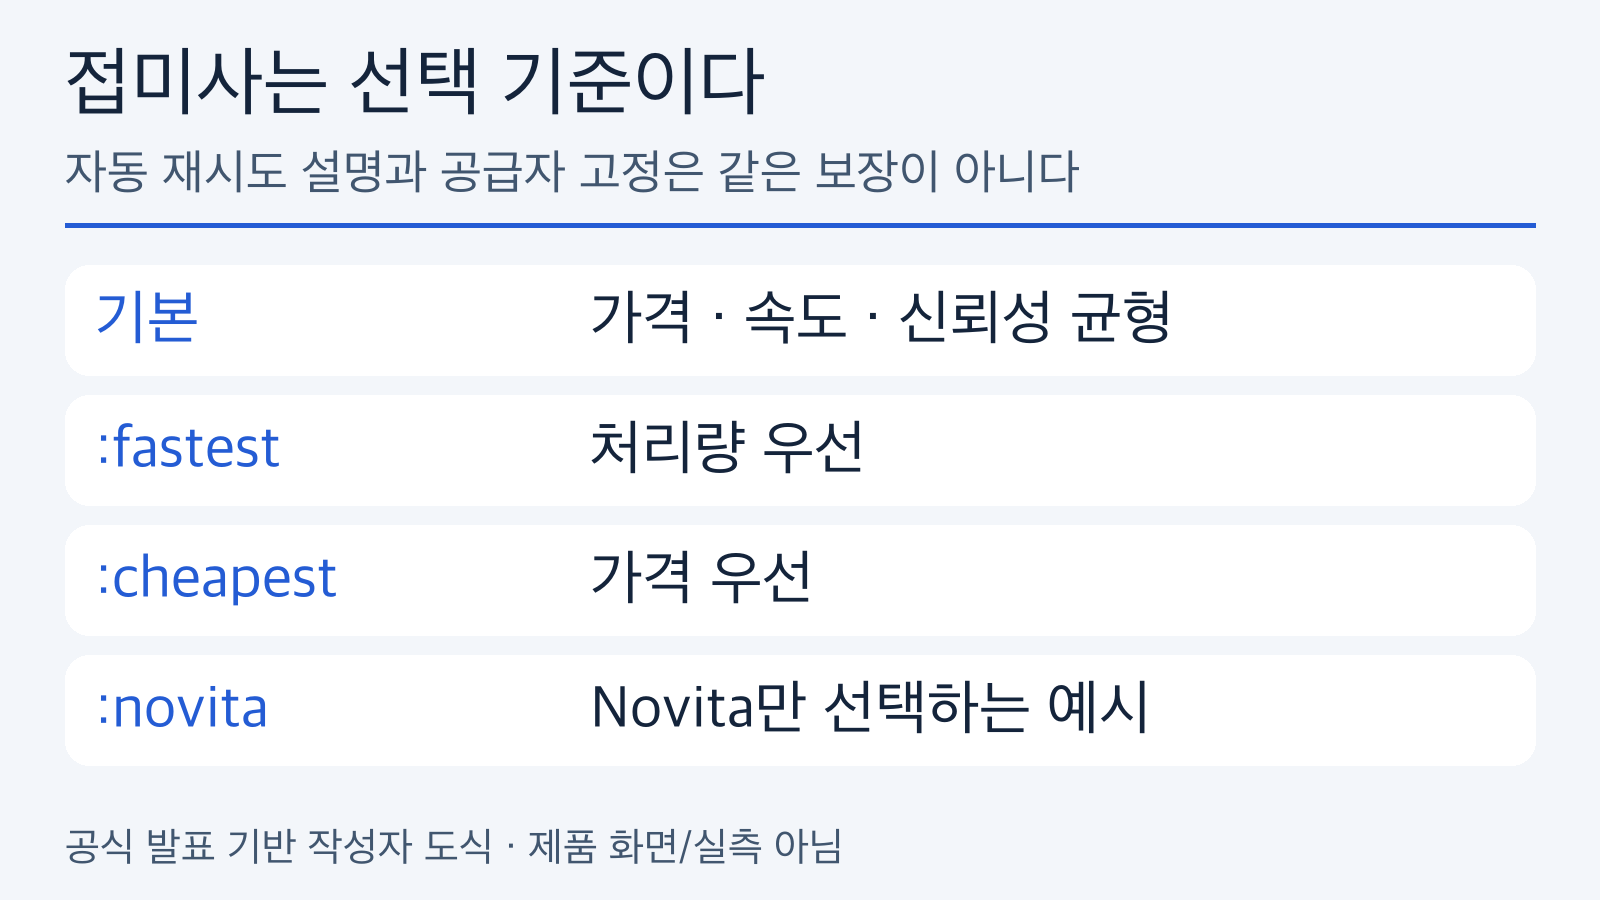 접미사는 선택 기준이다
자동 재시도 설명과 공급자 고정은 같은 보장이 아니다
기본 가격 · 속도 · 신뢰성 균형
:fastest 처리량 우선
:cheapest 가격 우선
:novita Novita만 선택하는 예시
공식 발표 기반 작성자 도식 · 제품 화면/실측 아님